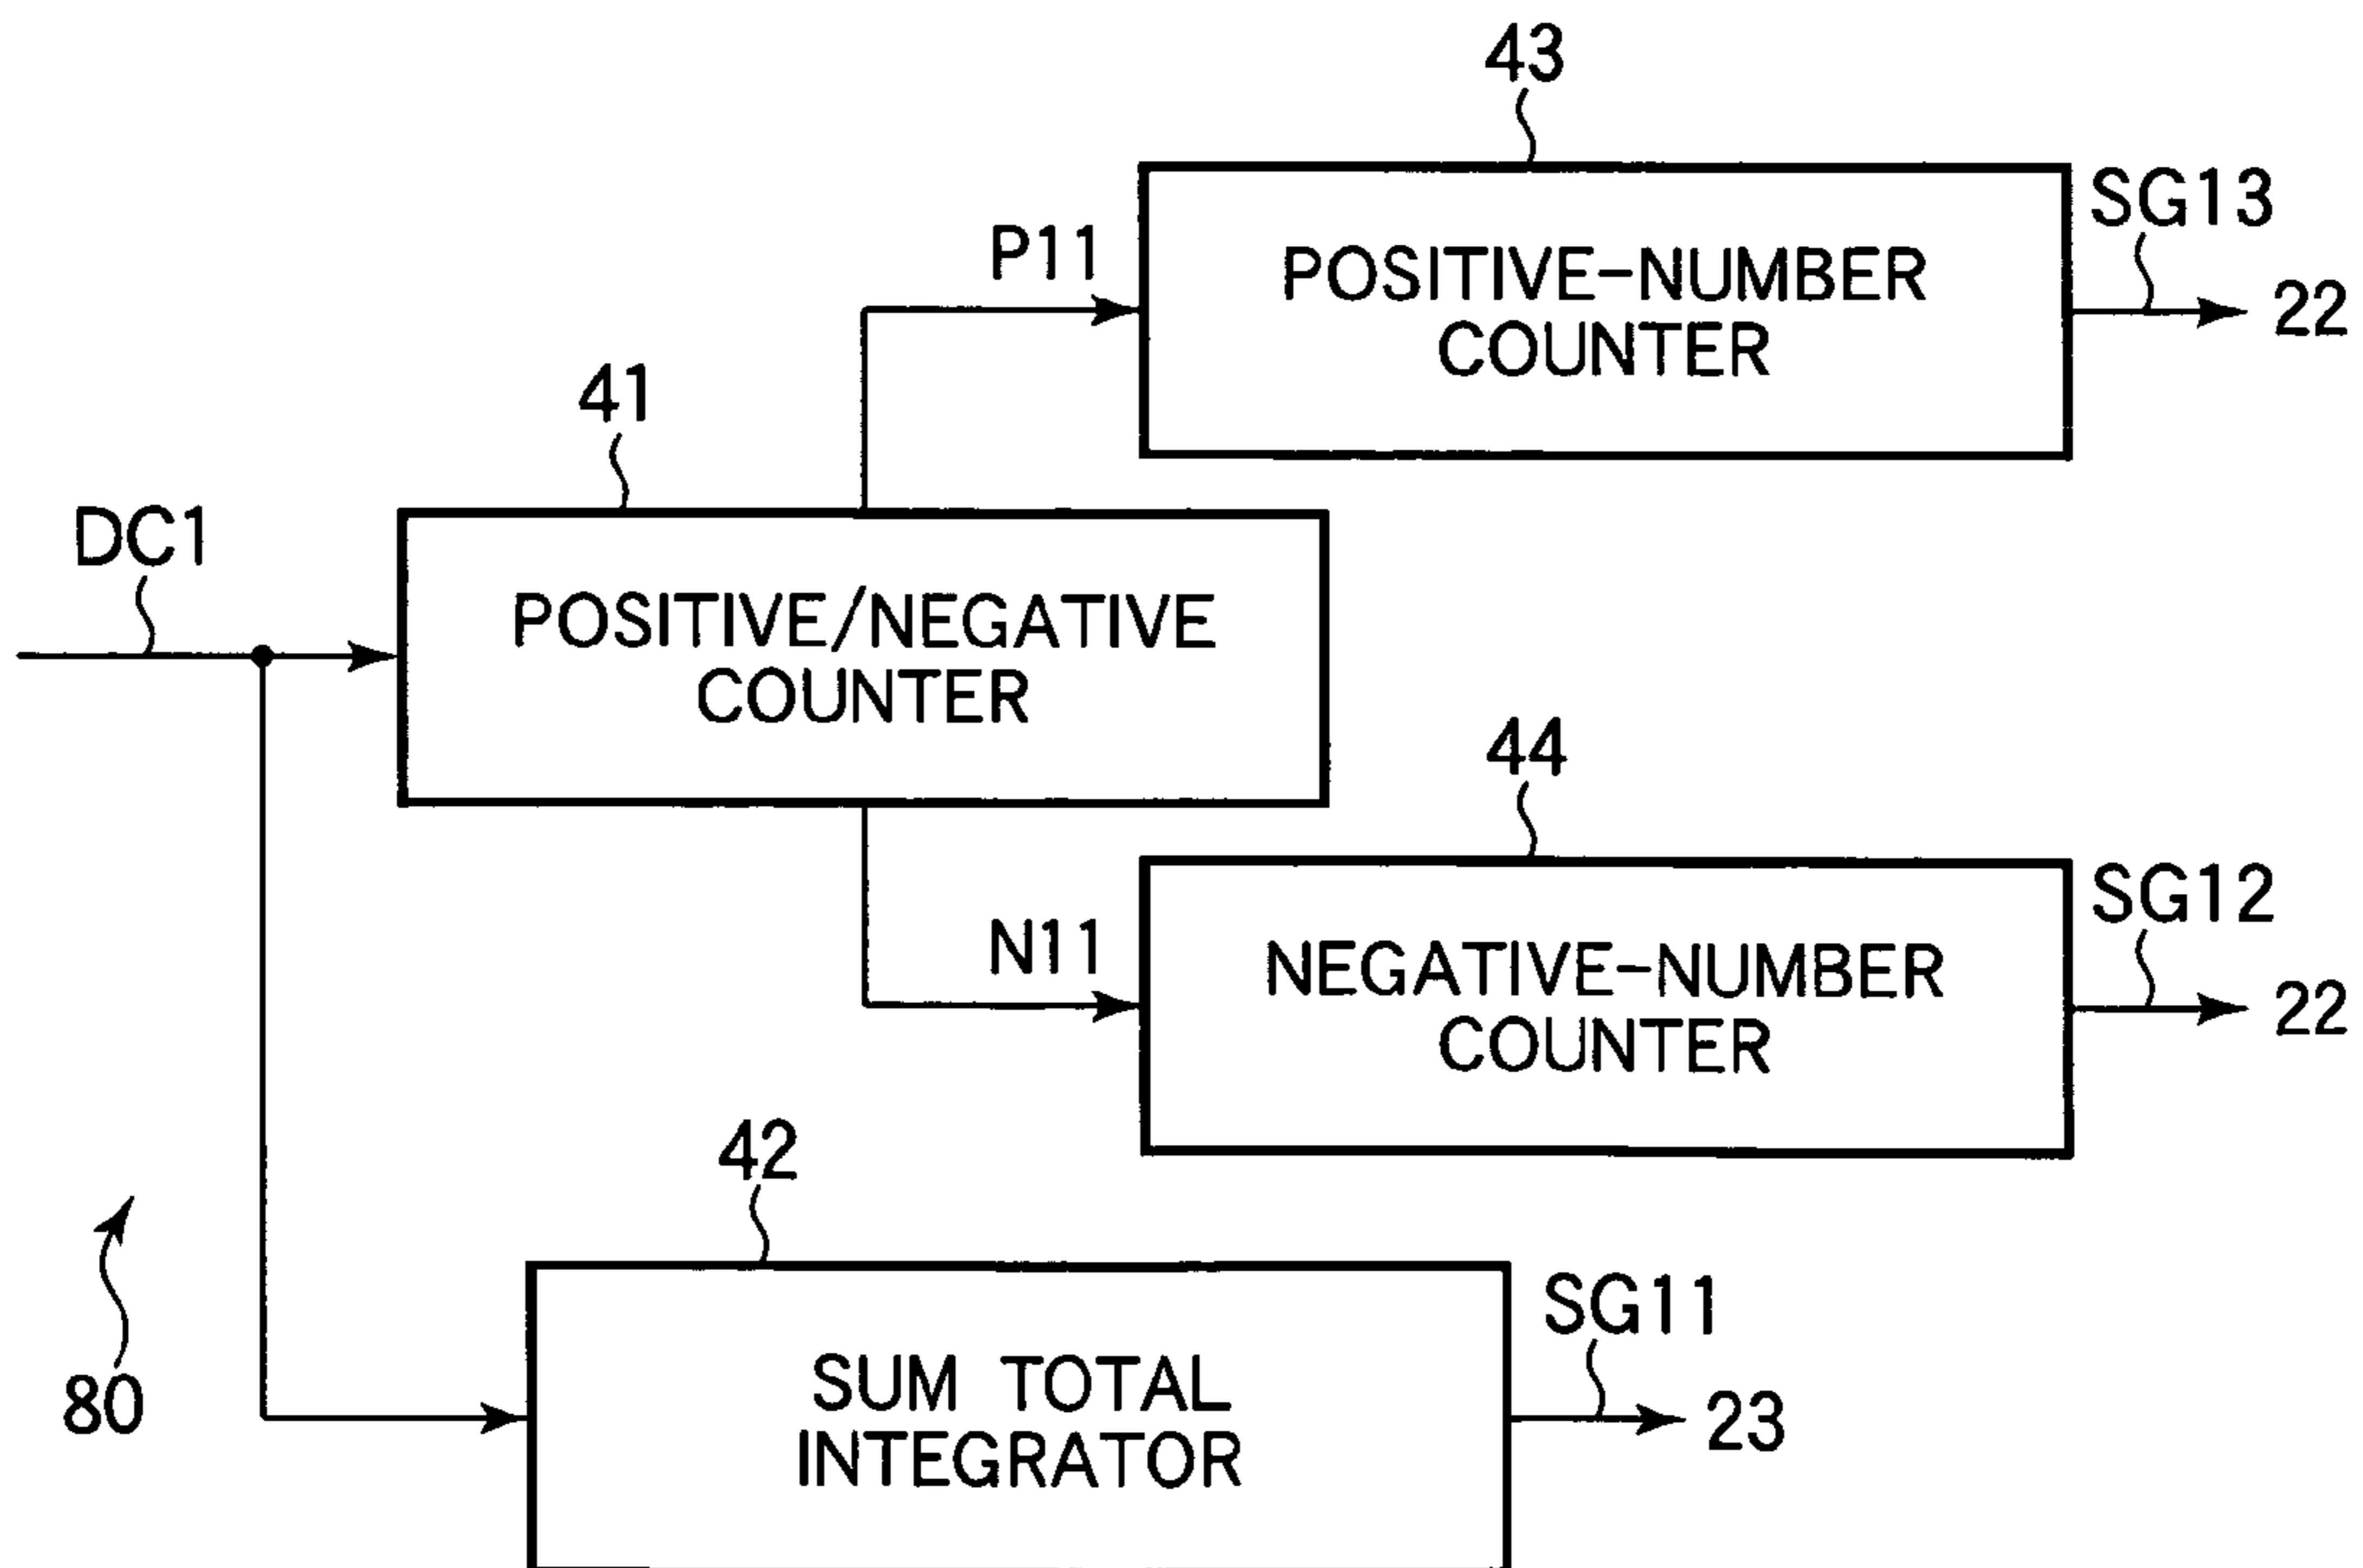 43
SG13
P11
POSITIVE-NUMBER
COUNTER
22
41
DC1
POSITIVE/NEGATIVE
COUNTER
44
SG12
N11
NEGATIVE-NUMBER
COUNTER
22
42
SG11
80
SUM TOTAL
INTEGRATOR
23